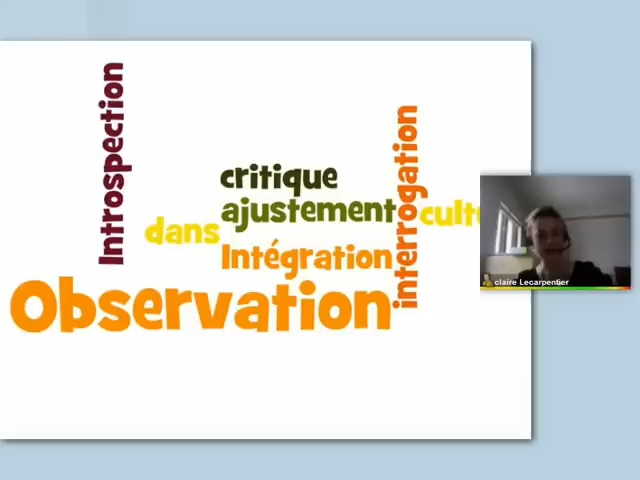 Introspection
critique
interrogation
ajustement
dans
Intégration
Observation
claire Lecarpentier